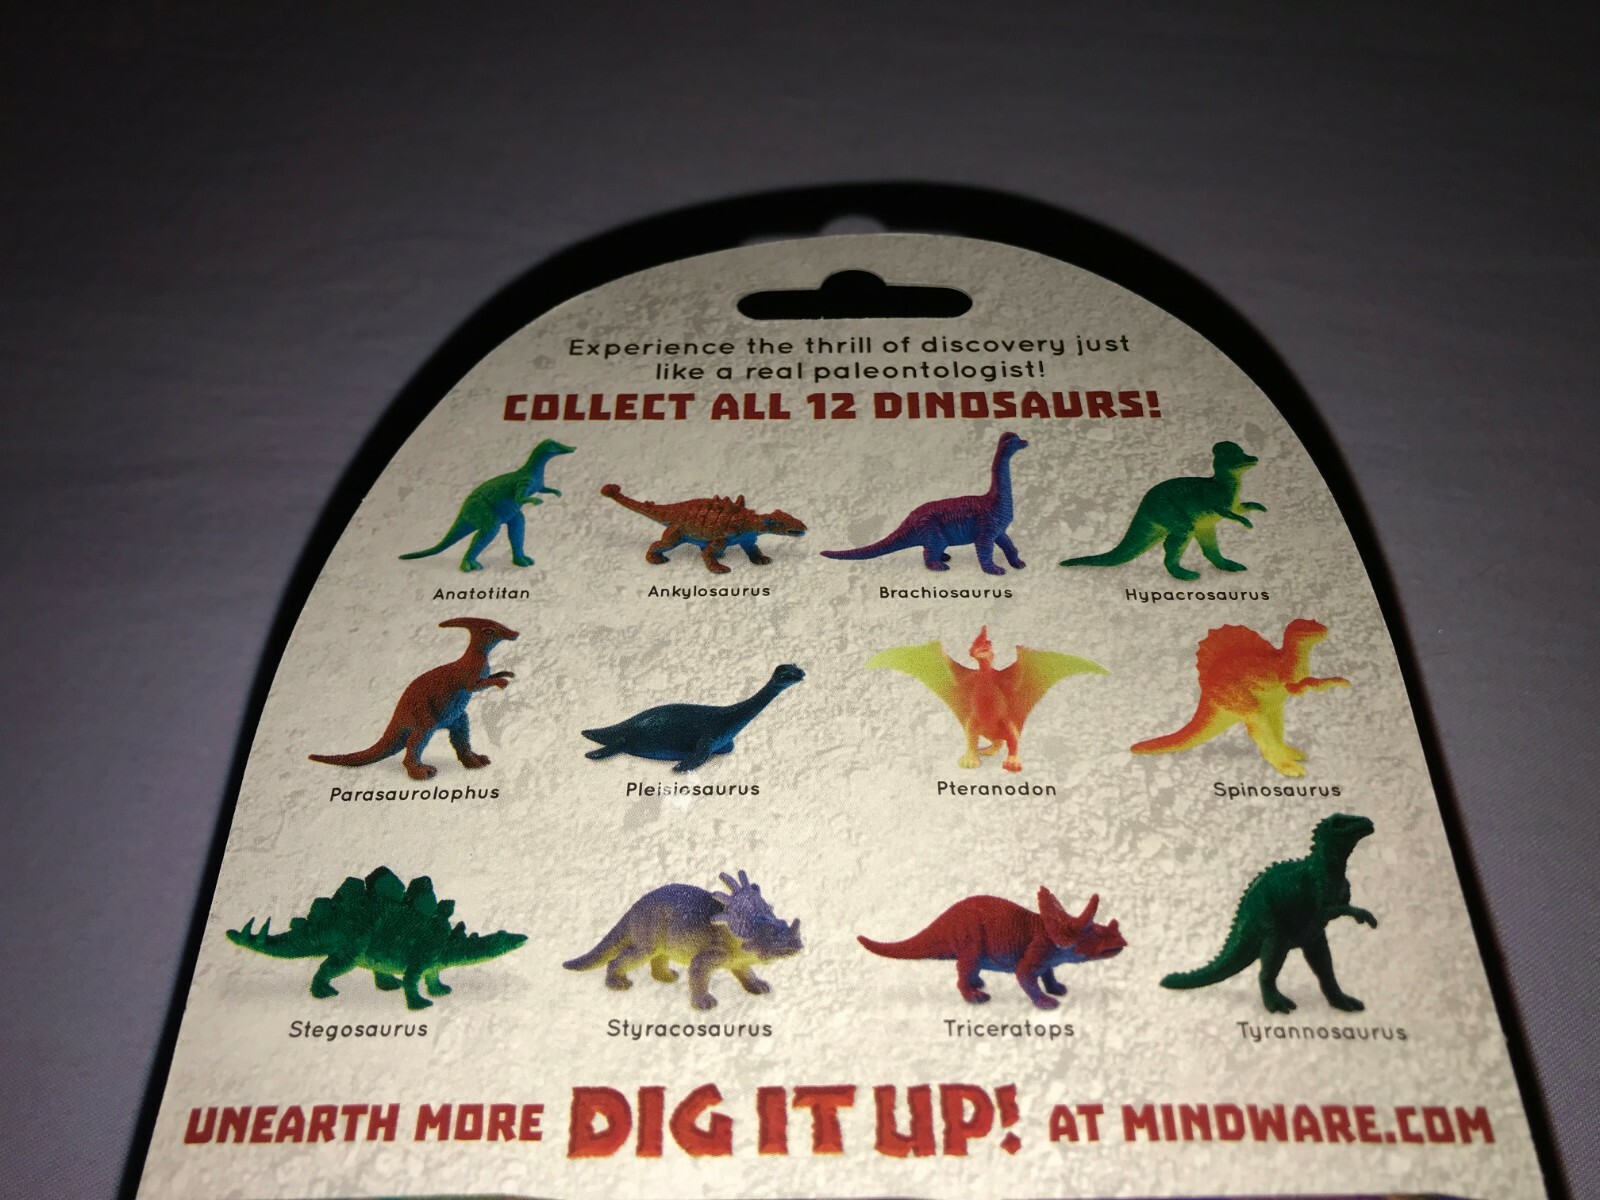 Experience the thrill of discovery just
like a real paleontologist!
COLLECT ALL 12 DINOSAURS!
Anatotitan Ankylosaurus Brachiosaurus Hypacrosaurus
Parasaurolophus Pleisiosaurus Pteranodon Spinosaurus
Stegosaurus Styracosaurus Triceratops Tyrannosaurus
UNEARTH MORE DIG IT UP! AT MINDWARE.COM